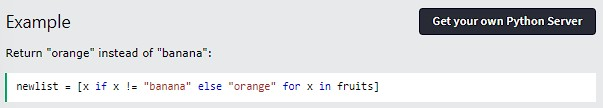 Example
Get your own Python Server
Return "orange" instead of "banana":
newlist = [x if x != "banana" else "orange" for x in fruits]